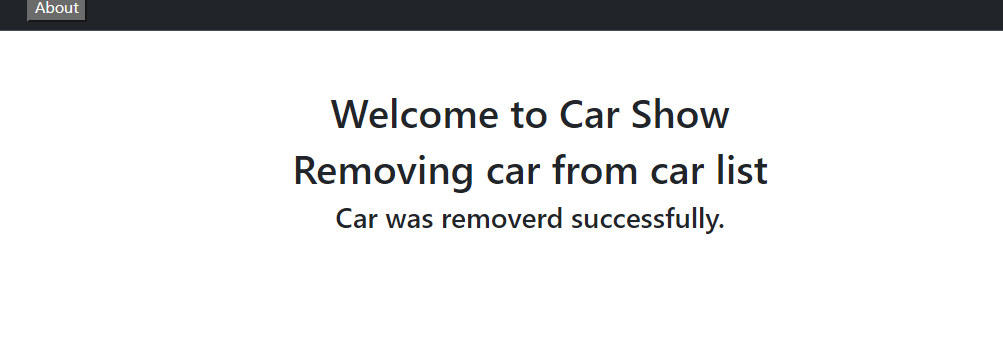 About
Welcome to Car Show
Removing car from car list
Car was removerd successfully.